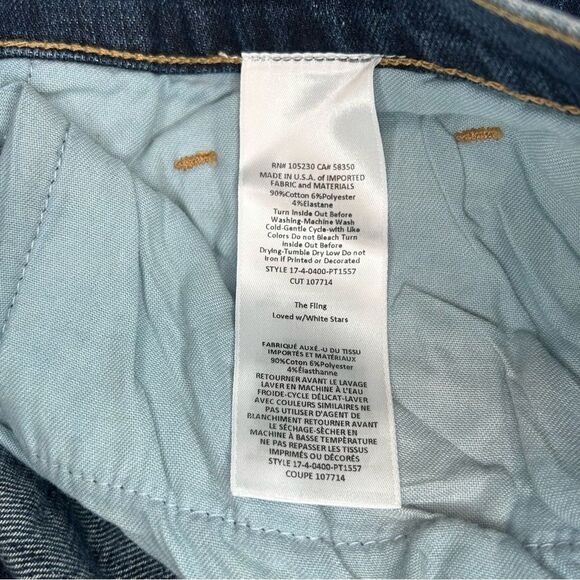 RN# 105230 CA# 58350
MADE IN U.S.A. of IMPORTED
FABRIC and MATERIALS
90%Cotton 6%Polyester
4%Elastane
Turn Inside Out Before
Washing-Machine Wash
Cold-Gentle Cycle-with Like
Colors Do not Bleach Turn
Inside Out Before
Drying-Tumble Dry Low Do not
Iron if Printed or Decorated
STYLE 17-4-0400-PT1557
CUT 107714
The Fling
Loved w/White Stars
FABRIQUÉ AUXÉ.-U DU TISSU
IMPORTÉS ET MATÉRIAUX
90%Cotton 6%Polyester
4%Élasthanne
RETOURNER AVANT LE LAVAGE
LAVER EN MACHINE À L'EAU
FROIDE-CYCLE DÉLICAT-LAVER
AVEC COULEURS SIMILAIRES NE
PAS UTILISER D'AGENT DE
BLANCHIMENT RETOURNER AVANT
LE SÉCHAGE-SÈCHER EN
MACHINE À BASSE TEMPÈRATURE
NE PAS REPASSER LES TISSUS
IMPRIMÉS OU DÉCORÉS
STYLE 17-4-0400-PT1557
COUPE 107714